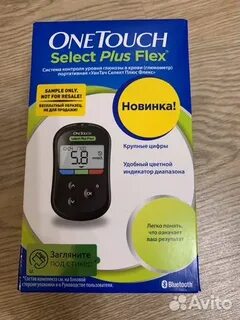 ONETOUCH
Select Plus Flex®
Система контроля уровня глюкозы в крови (глюкометр)
портативная «УанТач Селект Плюс Флекс»
SAMPLE ONLY.
NOT FOR RESALE!
БЕСПЛАТНЫЙ ОБРАЗЕЦ.
НЕ ДЛЯ ПРОДАЖИ!
Новинка!
Крупные цифры
Удобный цветной
индикатор диапазона
5.8
Легко понять,
что означает
ваш результат
Загляните
под стикер
Bluetooth®
Avito